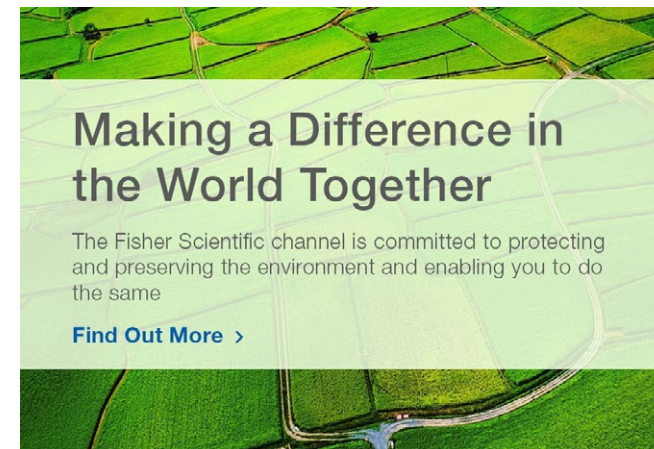 Making a Difference in
the World Together
The Fisher Scientific channel is committed to protecting
and preserving the environment and enabling you to do
the same
Find Out More >